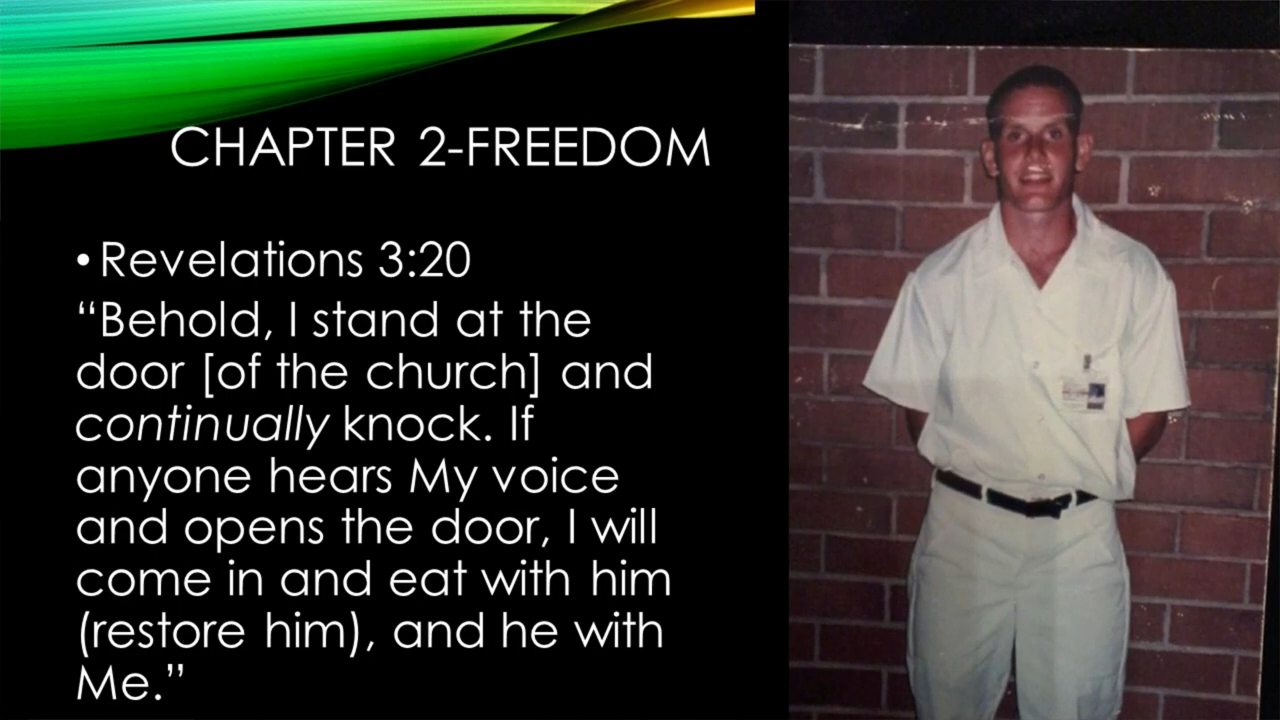 CHAPTER 2-FREEDOM
• Revelations 3:20
“Behold, I stand at the
door [of the church] and
continually knock. If
anyone hears My voice
and opens the door, I will
come in and eat with him
(restore him), and he with
Me.”